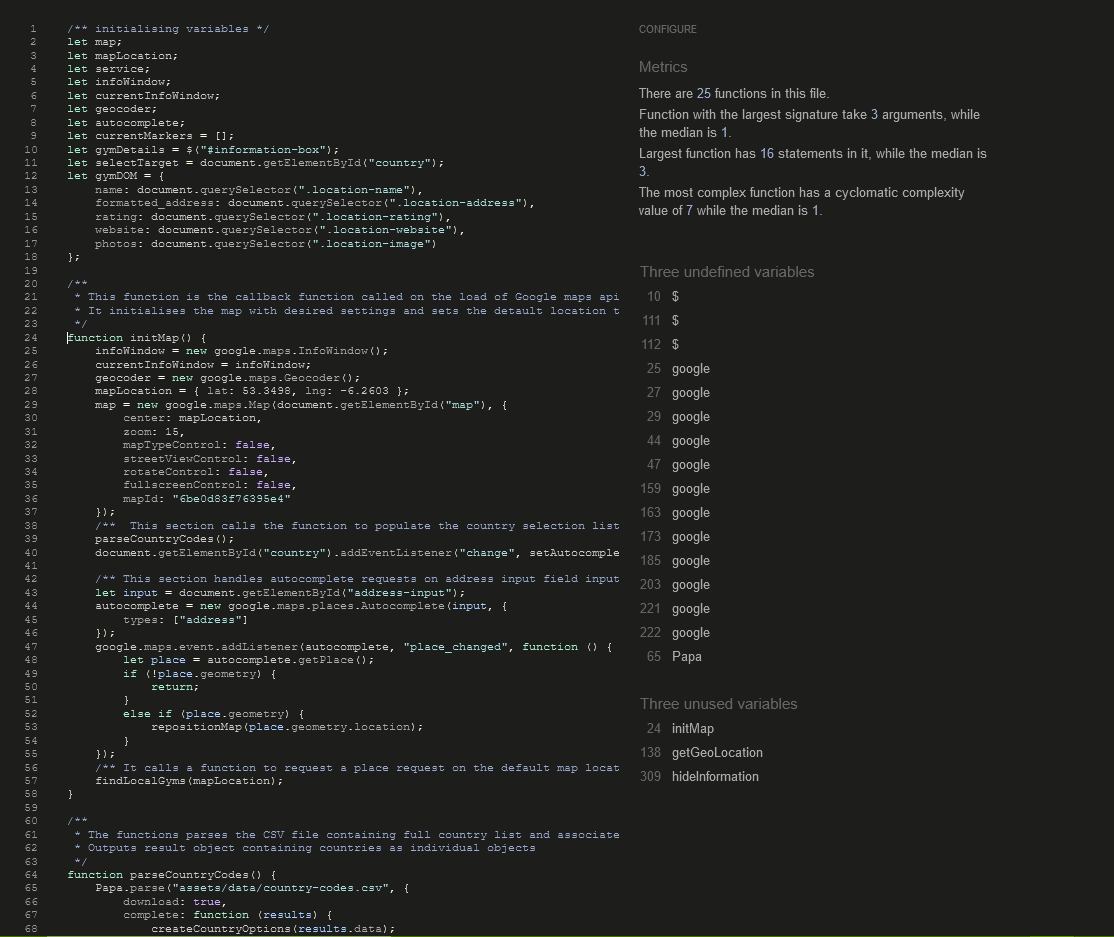 1 /** initialising variables */
2 let map;
3 let mapLocation;
4 let service;
5 let infoWindow;
6 let currentInfoWindow;
7 let geocoder;
8 let autocomplete;
9 let currentMarkers = [];
10 let gymDetails = $("#information-box");
11 let selectTarget = document.getElementById("country");
12 let gymDOM = {
13 name: document.querySelector(".location-name"),
14 formatted_address: document.querySelector(".location-address"),
15 rating: document.querySelector(".location-rating"),
16 website: document.querySelector(".location-website"),
17 photos: document.querySelector(".location-image")
18 };
19
20 /**
21 * This function is the callback function called on the load of Google maps api
22 * It initialises the map with desired settings and sets the detault location t
23 */
24 function initMap() {
25 infoWindow = new google.maps.InfoWindow();
26 currentInfoWindow = infoWindow;
27 geocoder = new google.maps.Geocoder();
28 mapLocation = { lat: 53.3498, lng: -6.2603 };
29 map = new google.maps.Map(document.getElementById("map"), {
30 center: mapLocation,
31 zoom: 15,
32 mapTypeControl: false,
33 streetViewControl: false,
34 rotateControl: false,
35 fullscreenControl: false,
36 mapId: "6be0d83f76395e4"
37 });
38 /** This section calls the function to populate the country selection list
39 parseCountryCodes();
40 document.getElementById("country").addEventListener("change", setAutocomple
41
42 /** This section handles autocomplete requests on address input field input
43 let input = document.getElementById("address-input");
44 autocomplete = new google.maps.places.Autocomplete(input, {
45 types: ["address"]
46 });
47 google.maps.event.addListener(autocomplete, "place_changed", function () {
48 let place = autocomplete.getPlace();
49 if (!place.geometry) {
50 return;
51 }
52 else if (place.geometry) {
53 repositionMap(place.geometry.location);
54 }
55 });
56 /** It calls a function to request a place request on the default map locat
57 findLocalGyms(mapLocation);
58 }
59
60 /**
61 * The functions parses the CSV file containing full country list and associate
62 * Outputs result object containing countries as individual objects
63 */
64 function parseCountryCodes() {
65 Papa.parse("assets/data/country-codes.csv", {
66 download: true,
67 complete: function (results) {
68 createCountryOptions(results.data);
CONFIGURE
Metrics
There are 25 functions in this file.
Function with the largest signature take 3 arguments, while
the median is 1.
Largest function has 16 statements in it, while the median is
3.
The most complex function has a cyclomatic complexity
value of 7 while the median is 1.
Three undefined variables
10 $
111 $
112 $
25 google
27 google
29 google
44 google
47 google
159 google
163 google
173 google
185 google
203 google
221 google
222 google
65 Papa
Three unused variables
24 initMap
138 getGeoLocation
309 hideInformation